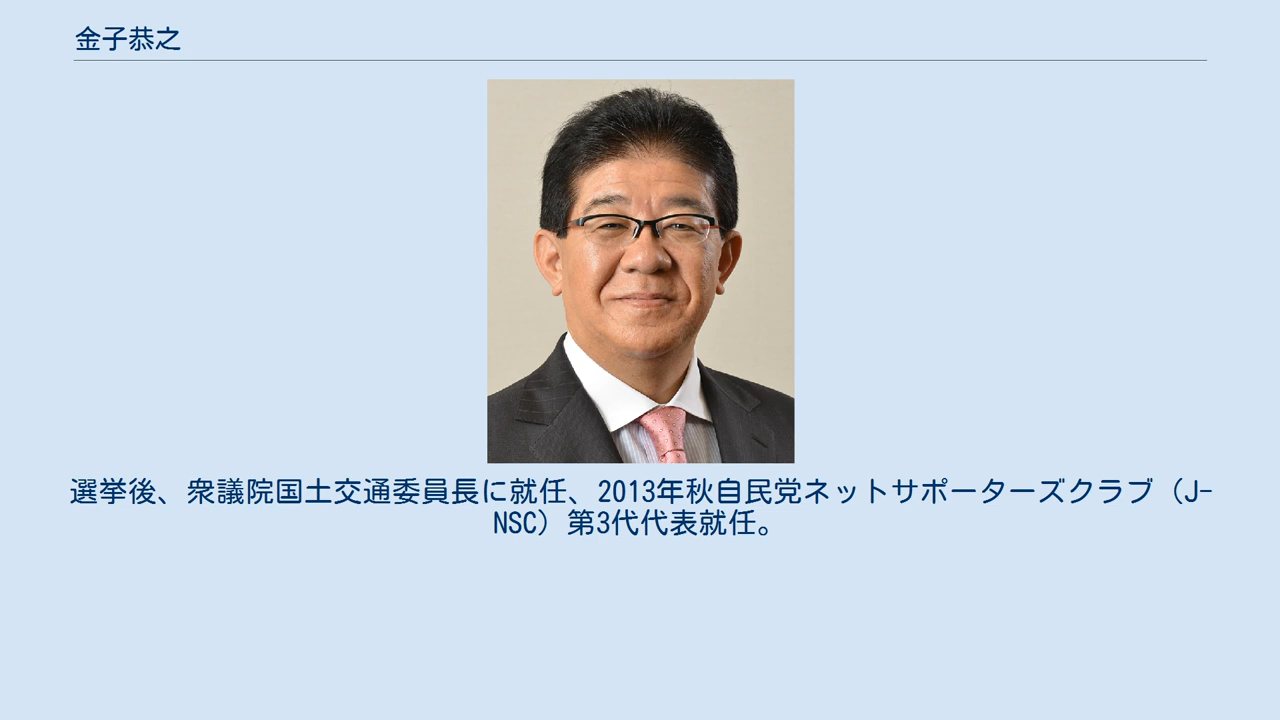 金子恭之
選挙後、衆議院国土交通委員長に就任、2013年秋自民党ネットサポーターズクラブ（J-
NSC）第3代代表就任。